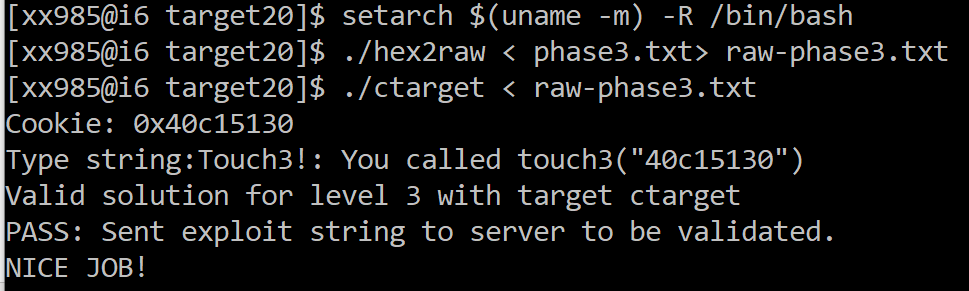 [xx985@i6 target20]$ setarch $(uname -m) -R /bin/bash
[xx985@i6 target20]$ ./hex2raw < phase3.txt> raw-phase3.txt
[xx985@i6 target20]$ ./ctarget < raw-phase3.txt
Cookie: 0x40c15130
Type string:Touch3!: You called touch3("40c15130")
Valid solution for level 3 with target ctarget
PASS: Sent exploit string to server to be validated.
NICE JOB!